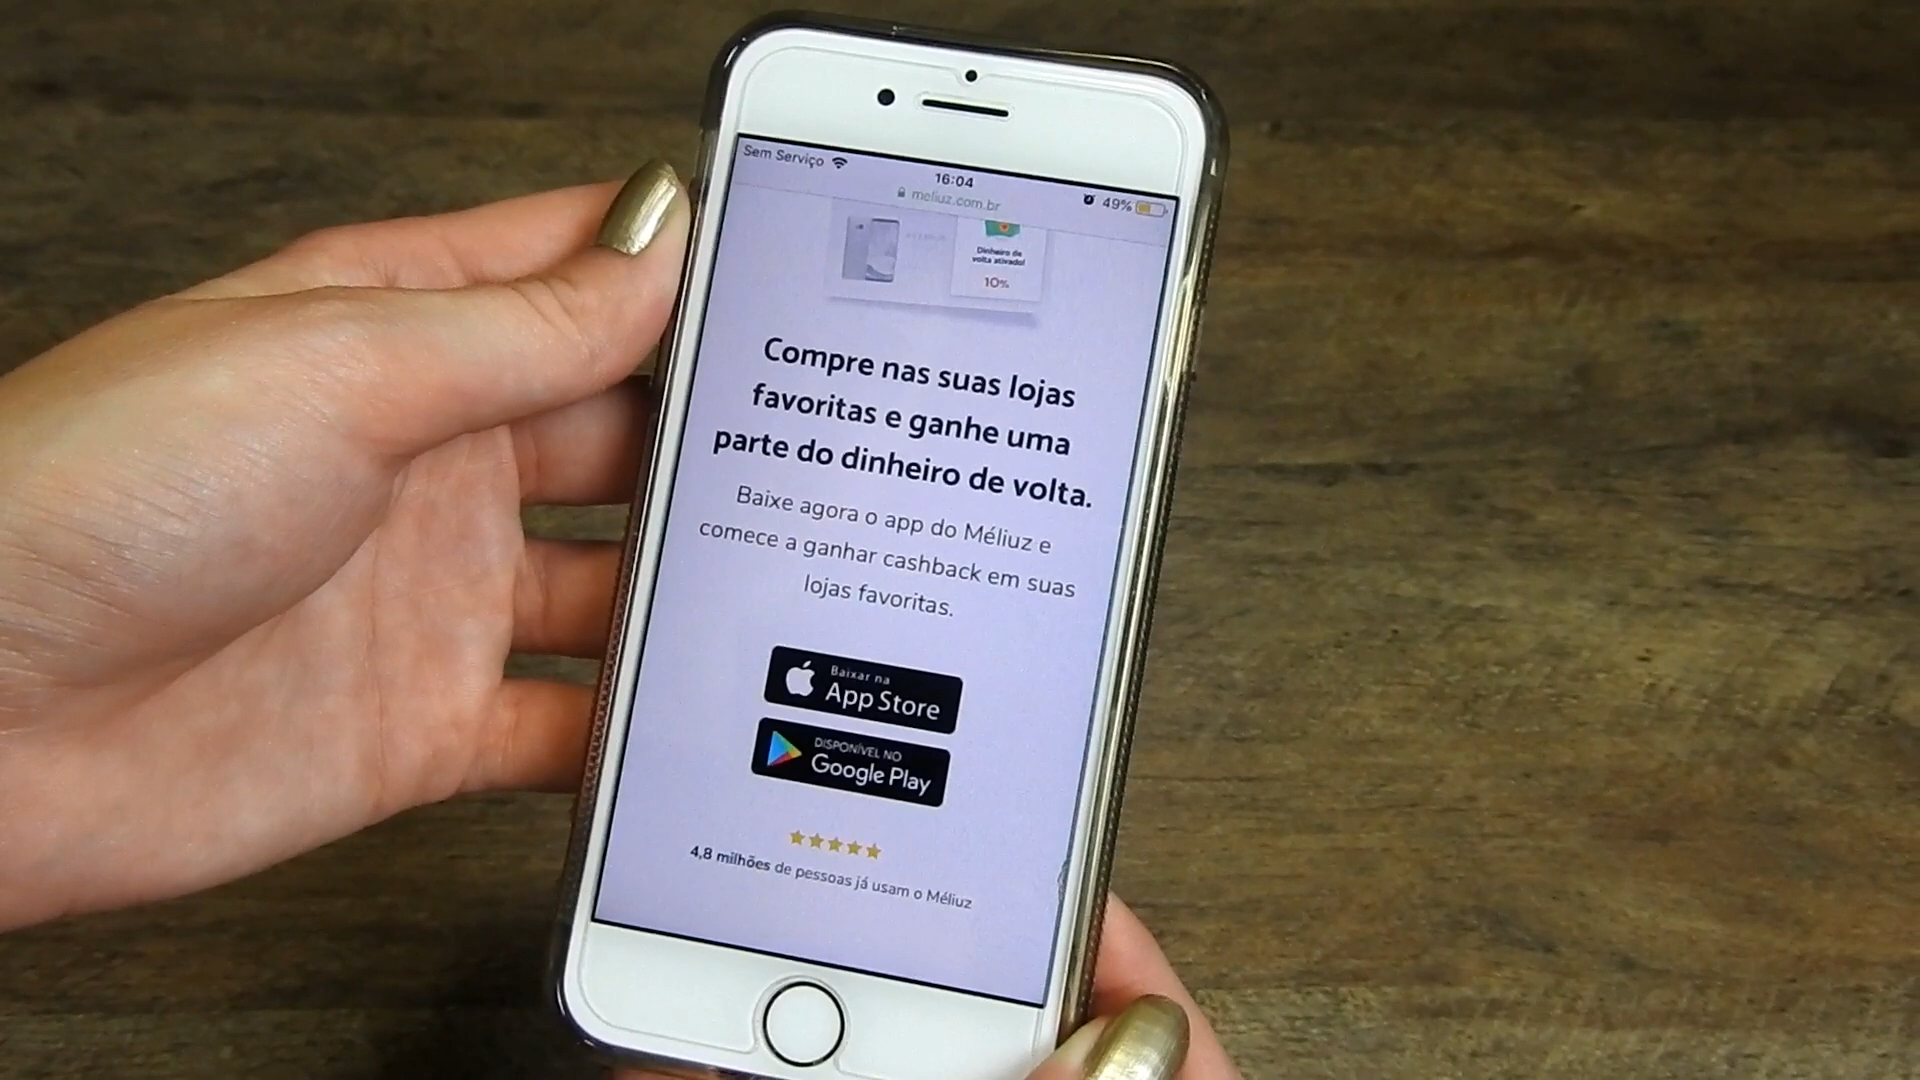 Sem Serviço
16:04
49%
meliuz.com.br
Dinheiro de
volta ativado!
10%
Compre nas suas lojas
favoritas e ganhe uma
parte do dinheiro de volta.
Baixe agora o app do Méliuz e
comece a ganhar cashback em suas
lojas favoritas.
Baixar na
App Store
DISPONÍVEL NO
Google Play
4,8 milhões de pessoas já usam o Méliuz